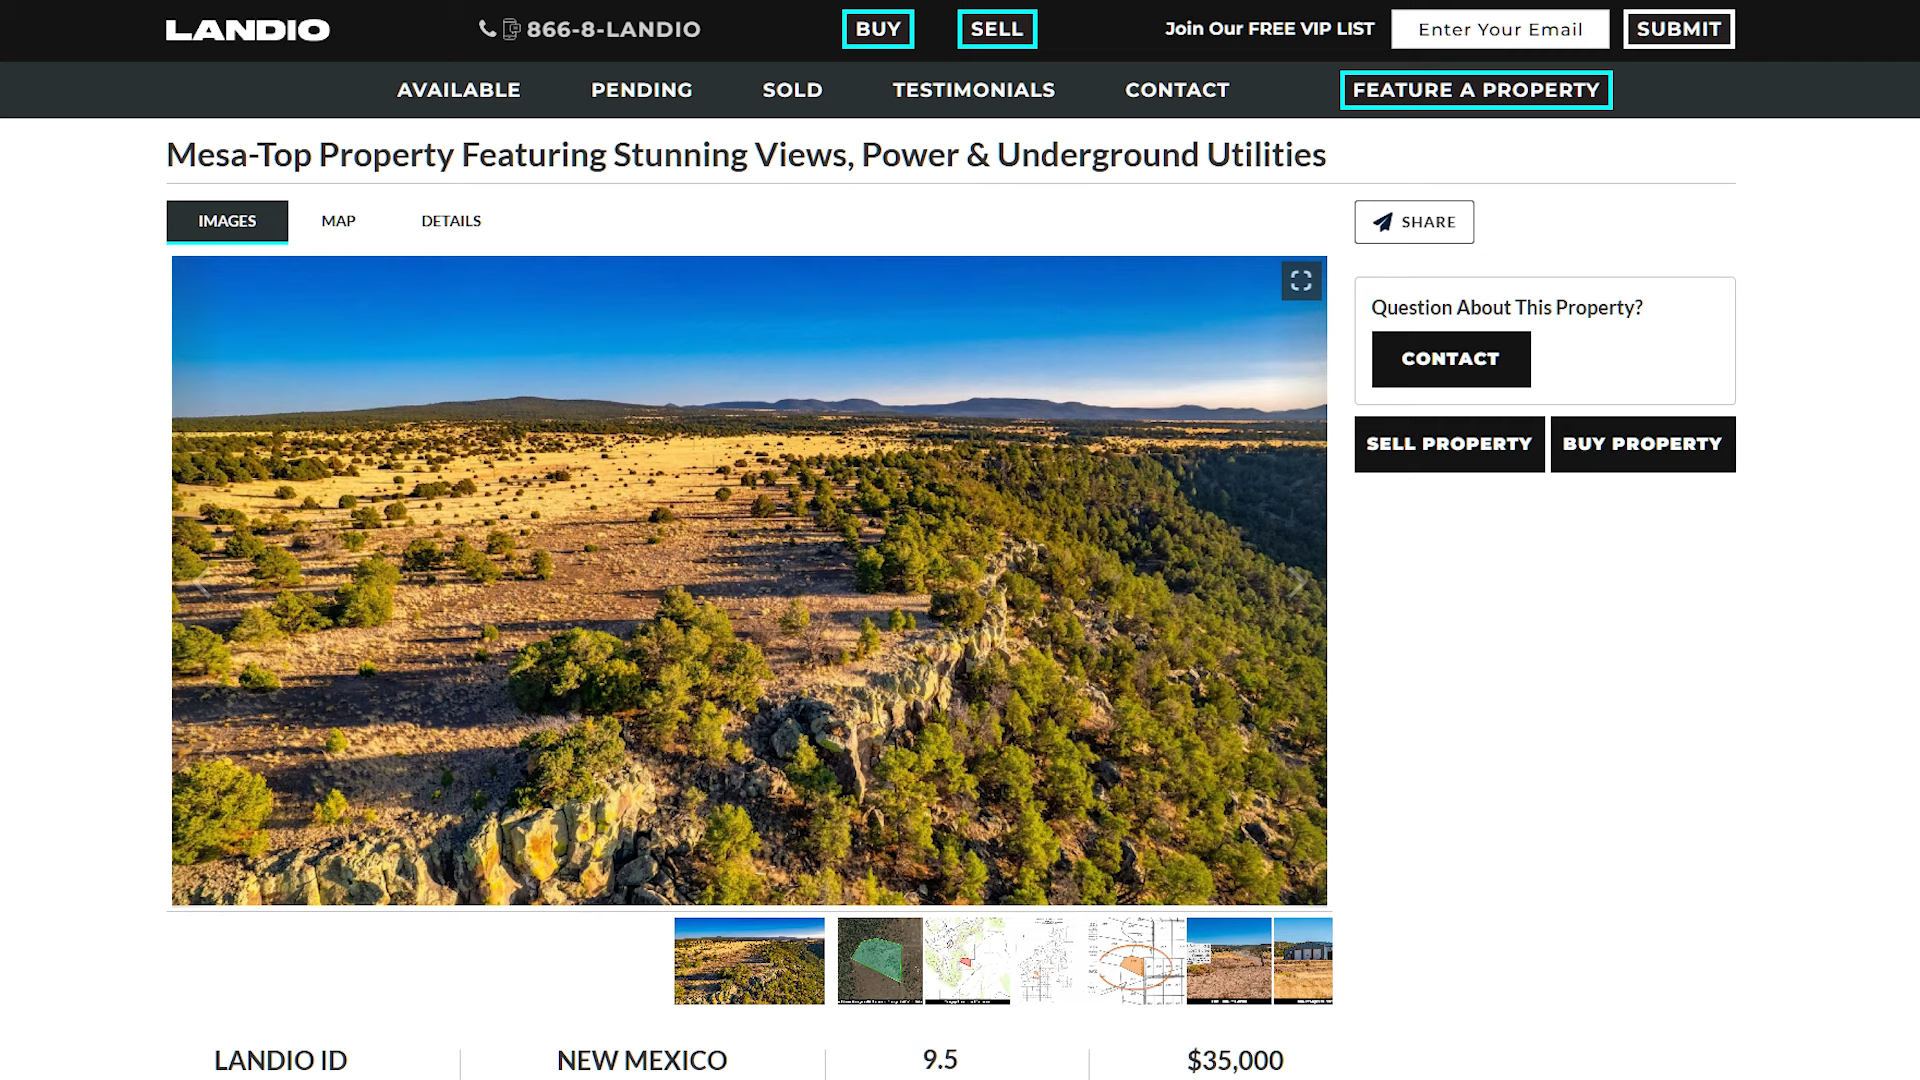 LANDIO
866-8-LANDIO
BUY
SELL
Join Our FREE VIP LIST
Enter Your Email
SUBMIT
AVAILABLE
PENDING
SOLD
TESTIMONIALS
CONTACT
FEATURE A PROPERTY
Mesa-Top Property Featuring Stunning Views, Power & Underground Utilities
IMAGES
MAP
DETAILS
SHARE
Question About This Property?
CONTACT
SELL PROPERTY
BUY PROPERTY
LANDIO ID
NEW MEXICO
9.5
$35,000